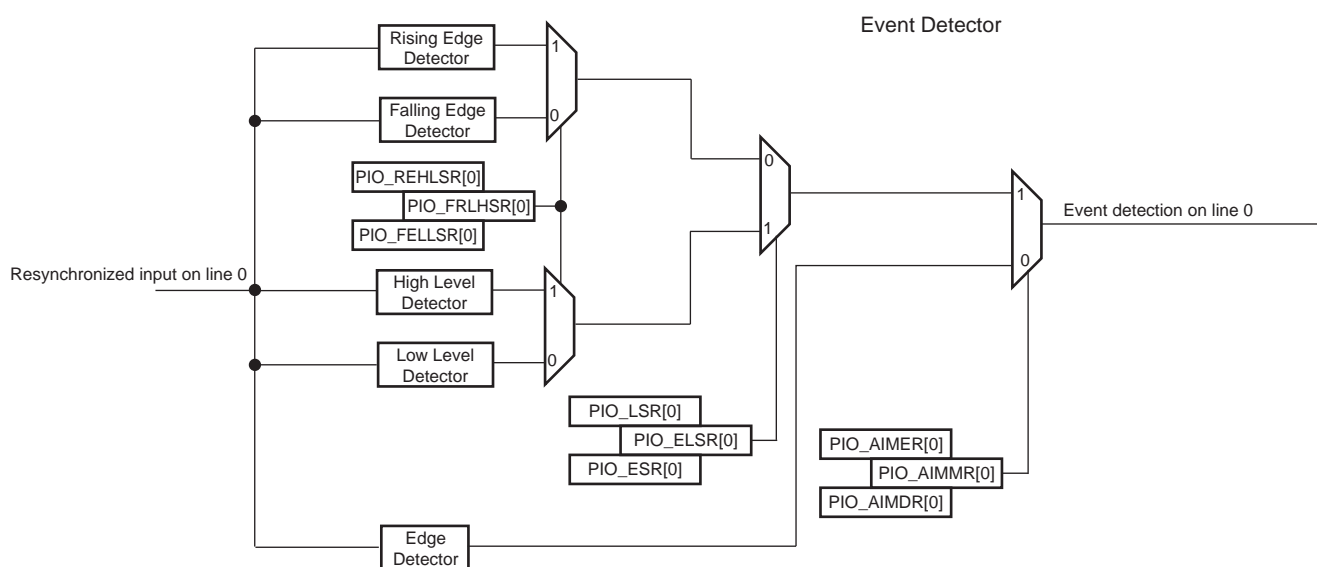 Event Detector
Rising Edge
Detector
1
Falling Edge
Detector
0
PIO_REHLSR[0]
PIO_FRLHSR[0]
PIO_FELLSR[0]
0
1
1
Event detection on line 0
0
Resynchronized input on line 0
High Level
Detector
1
Low Level
Detector
0
PIO_LSR[0]
PIO_ELSR[0]
PIO_ESR[0]
PIO_AIMER[0]
PIO_AIMMR[0]
PIO_AIMDR[0]
Edge
Detector